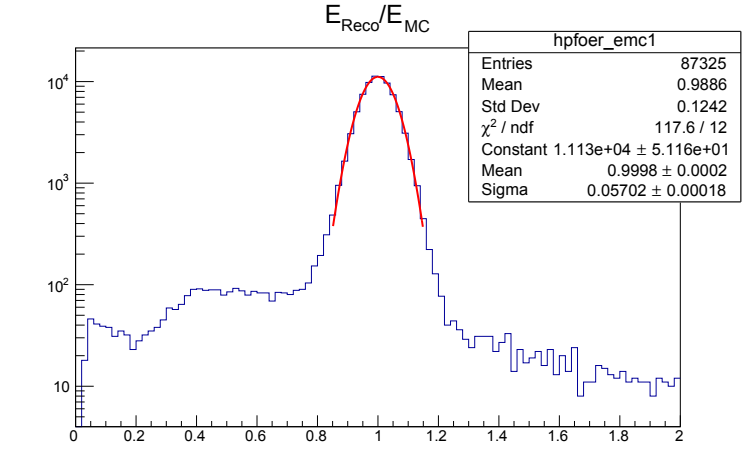 E_Reco/E_MC
hpfoer_emc1
Entries 87325
Mean 0.9886
Std Dev 0.1242
χ² / ndf 117.6 / 12
Constant 1.113e+04 ± 5.116e+01
Mean 0.9998 ± 0.0002
Sigma 0.05702 ± 0.00018
10⁴
10³
10²
10
0 0.2 0.4 0.6 0.8 1 1.2 1.4 1.6 1.8 2